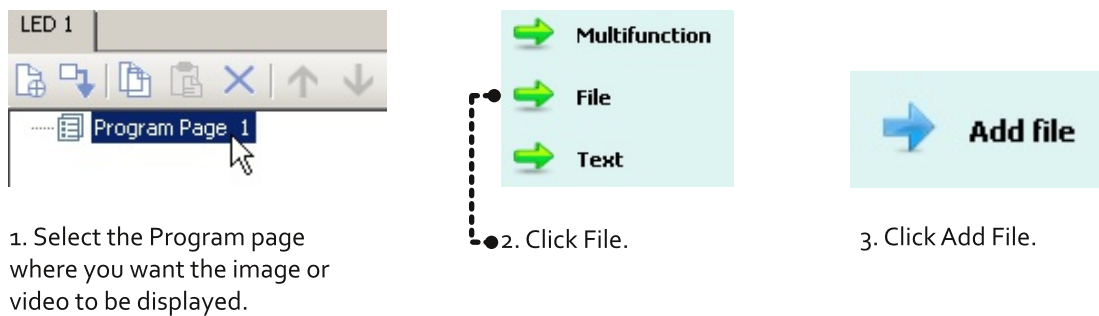 LED 1
Program Page 1
1. Select the Program page
where you want the image or
video to be displayed.
Multifunction
File
Text
2. Click File.
Add file
3. Click Add File.